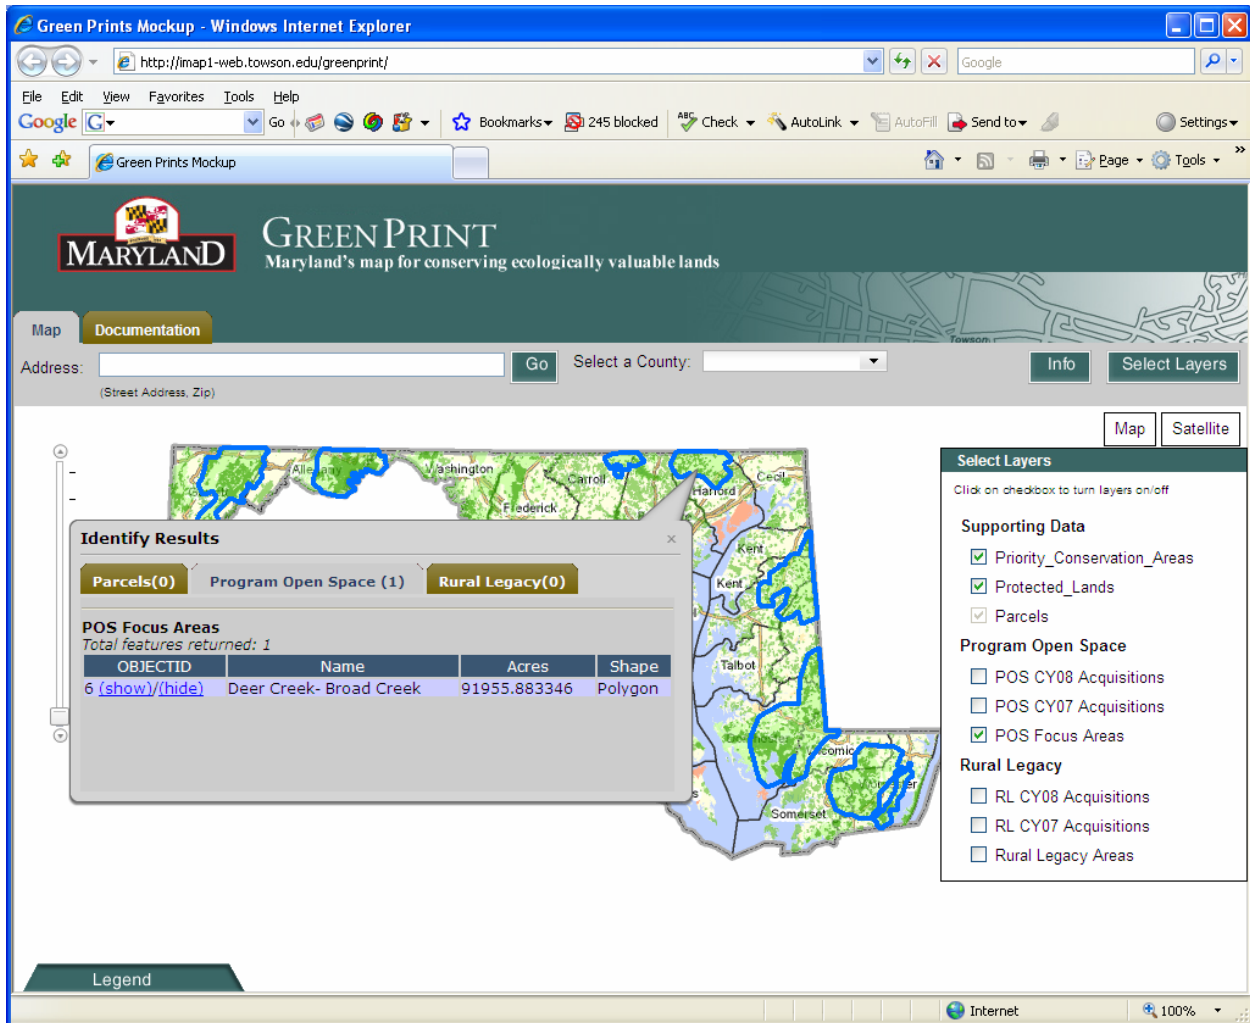 Green Prints Mockup - Windows Internet Explorer
http://imap1-web.towson.edu/greenprint/
Google
File Edit View Favorites Tools Help
Google G Go Bookmarks 245 blocked ABC Check AutoLink AutoFill Send to Settings
Green Prints Mockup
Page Tools »
MARYLAND
GREENPRINT
Maryland's map for conserving ecologically valuable lands
Towson
Map Documentation
Address: Go Select a County: Info Select Layers
(Street Address, Zip)
Map Satellite
Select Layers
Click on checkbox to turn layers on/off
Supporting Data
Priority_Conservation_Areas
Protected_Lands
Parcels
Program Open Space
POS CY08 Acquisitions
POS CY07 Acquisitions
POS Focus Areas
Rural Legacy
RL CY08 Acquisitions
RL CY07 Acquisitions
Rural Legacy Areas
Allegany Washington Carroll Harford Cecil
Frederick
Kent
Kent
Talbot
Somerset
Identify Results x
Parcels(0) Program Open Space (1) Rural Legacy(0)
POS Focus Areas
Total features returned: 1
OBJECTID Name Acres Shape
6 (show)/(hide) Deer Creek- Broad Creek 91955.883346 Polygon
Legend
Internet 100%